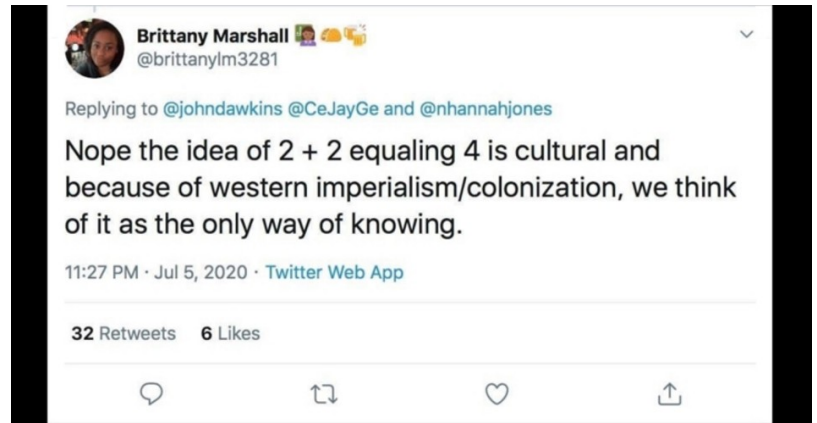 Brittany Marshall
@brittanylm3281
Replying to @johndawkins @CeJayGe and @nhannahjones
Nope the idea of 2 + 2 equaling 4 is cultural and
because of western imperialism/colonization, we think
of it as the only way of knowing.
11:27 PM · Jul 5, 2020 · Twitter Web App
32 Retweets 6 Likes